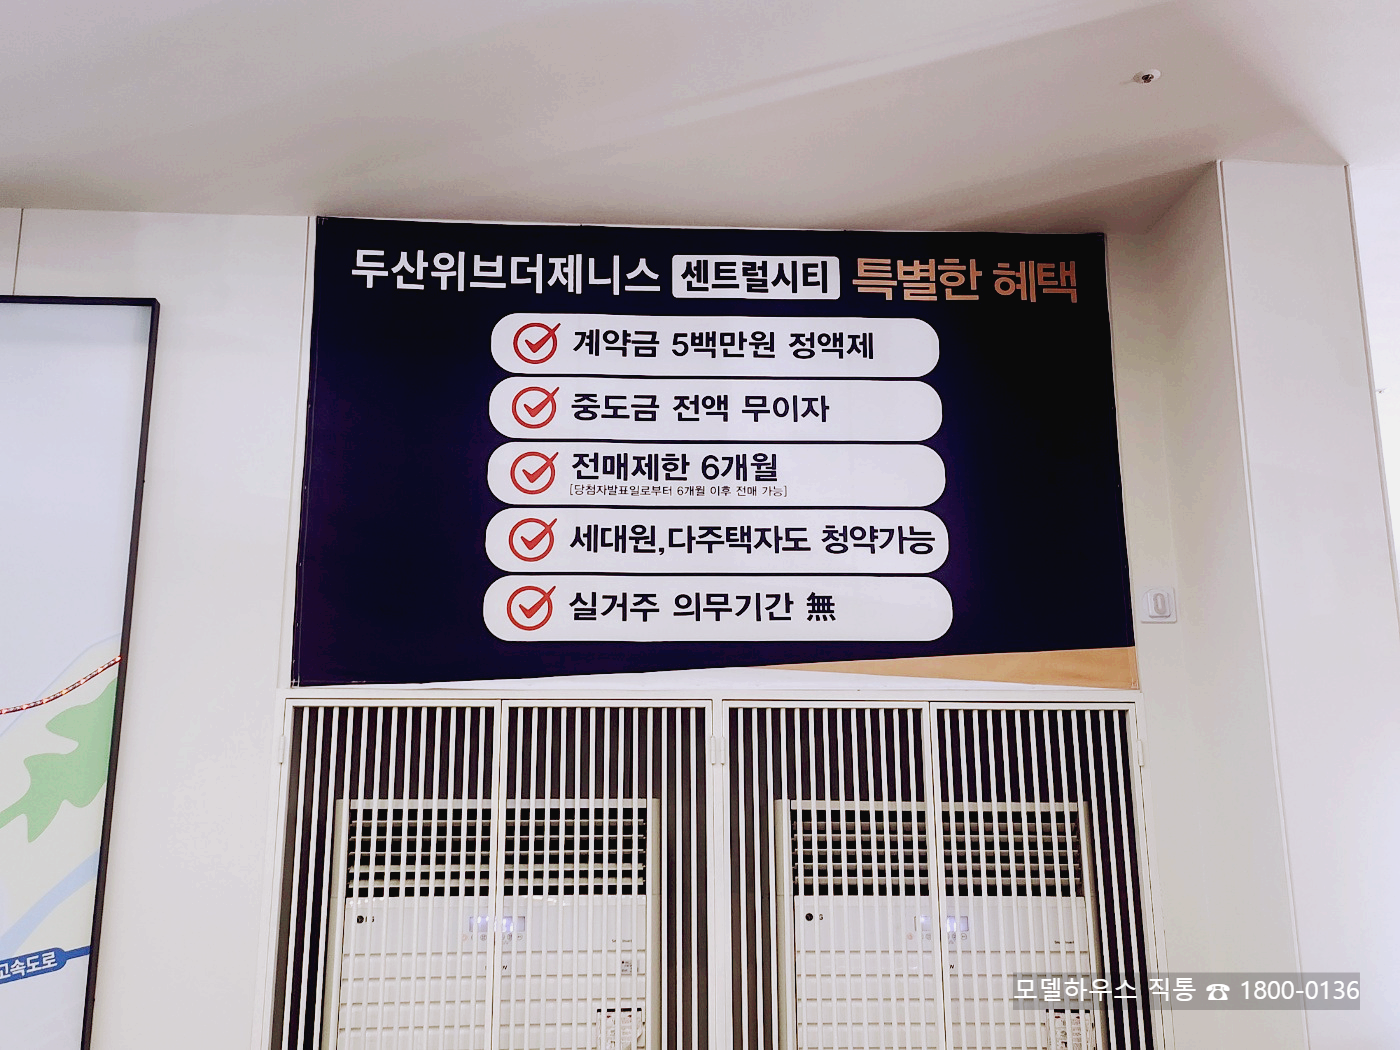 두산위브더제니스 센트럴시티 특별한 혜택
계약금 5백만원 정액제
중도금 전액 무이자
전매제한 6개월
[당첨자발표일로부터 6개월 이후 전매 가능]
세대원,다주택자도 청약가능
실거주 의무기간 無
고속도로
LG
LG
모델하우스 직통 ☎ 1800-0136